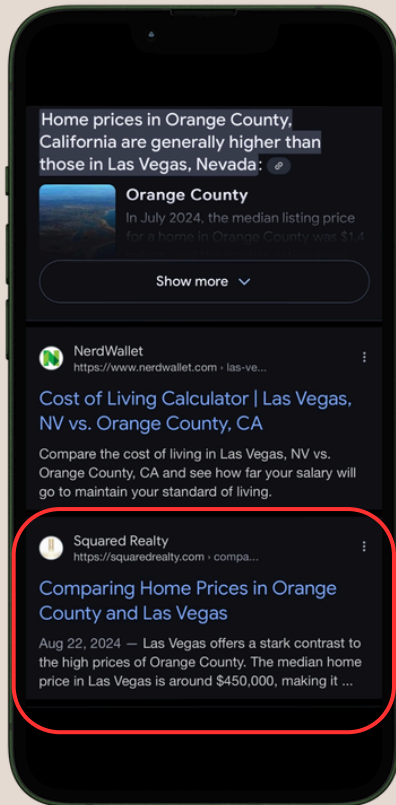 Home prices in Orange County,
California are generally higher than
those in Las Vegas, Nevada:
Orange County
In July 2024, the median listing price
for a home in Orange County was $1.4
Show more
NerdWallet
https://www.nerdwallet.com › las-ve...
Cost of Living Calculator | Las Vegas,
NV vs. Orange County, CA
Compare the cost of living in Las Vegas, NV vs.
Orange County, CA and see how far your salary will
go to maintain your standard of living.
Squared Realty
https://squaredrealty.com › compa...
Comparing Home Prices in Orange
County and Las Vegas
Aug 22, 2024 — Las Vegas offers a stark contrast to
the high prices of Orange County. The median home
price in Las Vegas is around $450,000, making it ...